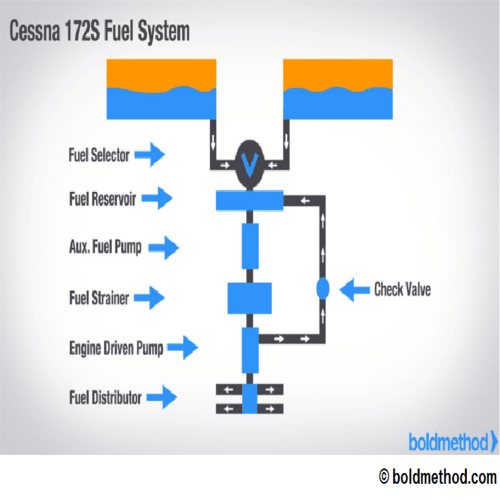 Cessna 172S Fuel System
V
Fuel Selector
Fuel Reservoir
Aux. Fuel Pump
Fuel Strainer
Check Valve
Engine Driven Pump
Fuel Distributor
boldmethod
© boldmethod.com